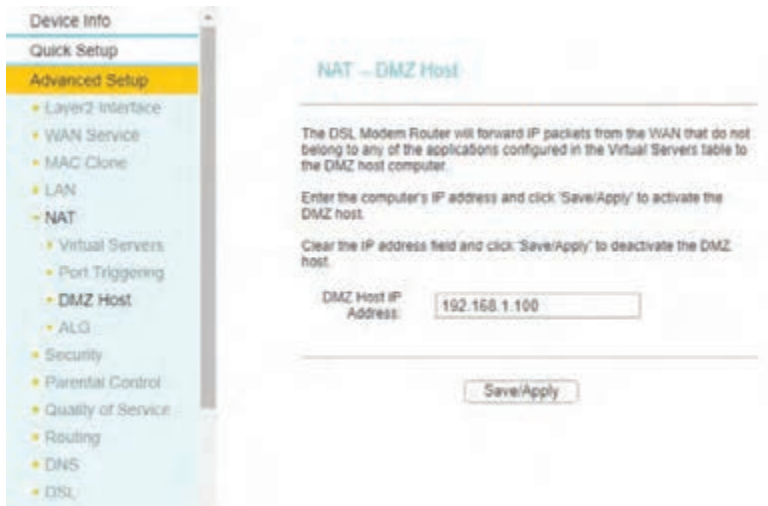 Device Info
Quick Setup
Advanced Setup
Layer2 Interface
WAN Service
MAC Clone
LAN
NAT
Virtual Servers
Port Triggering
DMZ Host
ALG
Security
Parental Control
Quality of Service
Routing
DNS
DSL
NAT -- DMZ Host
The DSL Modem Router will forward IP packets from the WAN that do not
belong to any of the applications configured in the Virtual Servers table to
the DMZ host computer.
Enter the computer's IP address and click 'Save/Apply' to activate the
DMZ host.
Clear the IP address field and click 'Save/Apply' to deactivate the DMZ
host.
DMZ Host IP
Address:
192.168.1.100
Save/Apply